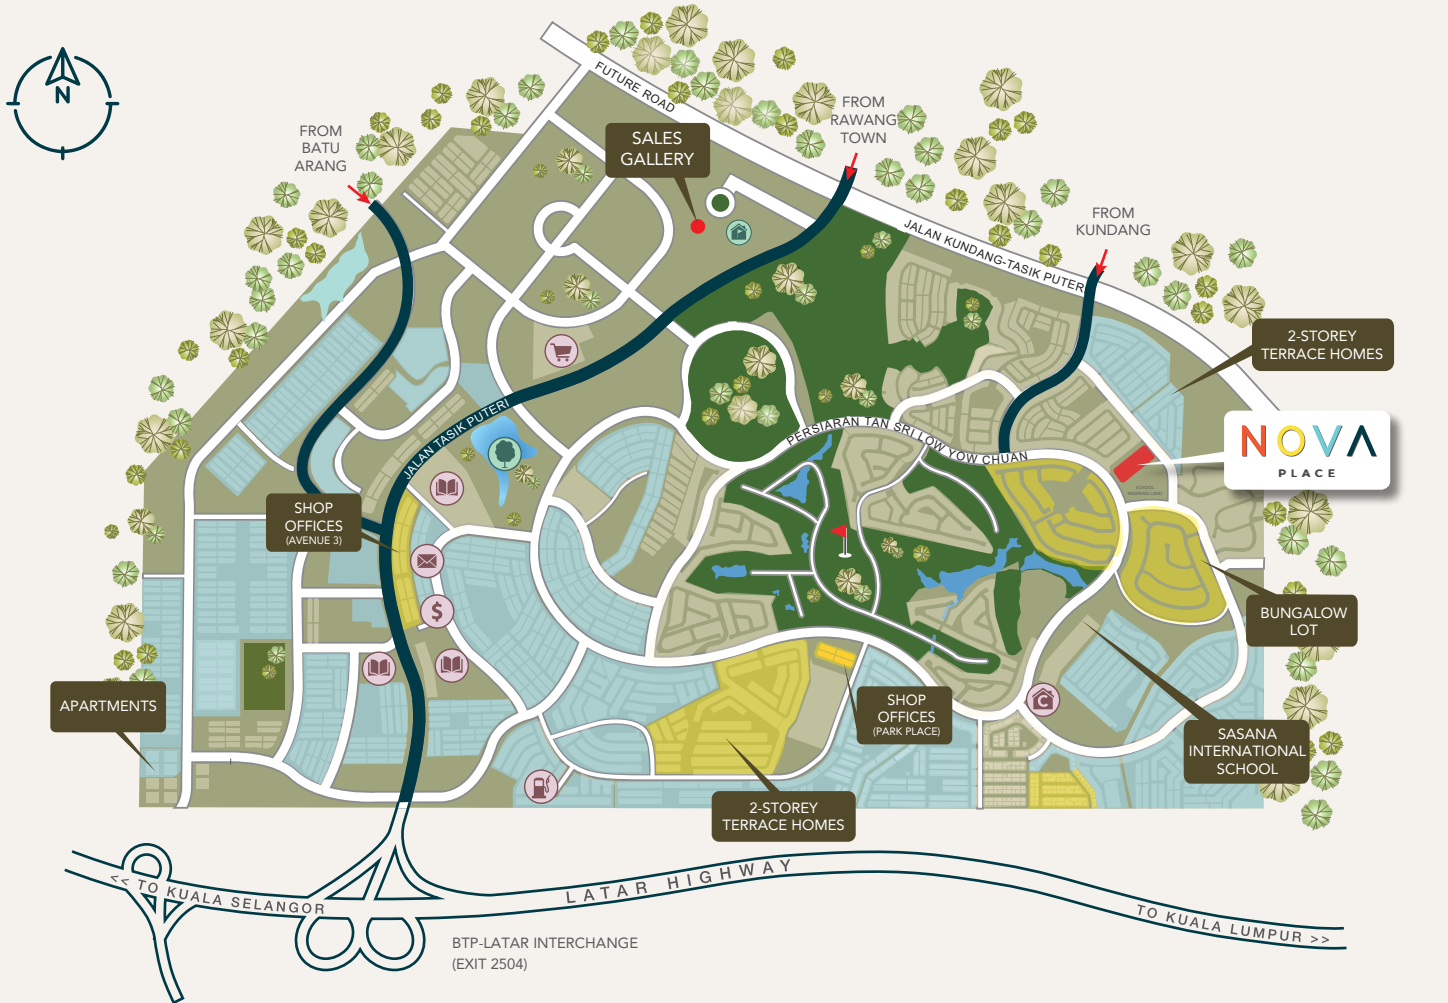 N
FUTURE ROAD
FROM
BATU
ARANG
SALES
GALLERY
FROM
RAWANG
TOWN
FROM
KUNDANG
JALAN KUNDANG-TASIK PUTERI
2-STOREY
TERRACE HOMES
NOVA
PLACE
JALAN TASIK PUTERI
PERSIARAN TAN SRI LOW YOW CHUAN
SHOP
OFFICES
(AVENUE 3)
$
BUNGALOW
LOT
APARTMENTS
SHOP
OFFICES
(PARK PLACE)
C
SASANA
INTERNATIONAL
SCHOOL
2-STOREY
TERRACE HOMES
<< TO KUALA SELANGOR
LATAR HIGHWAY
TO KUALA LUMPUR >>
BTP-LATAR INTERCHANGE
(EXIT 2504)